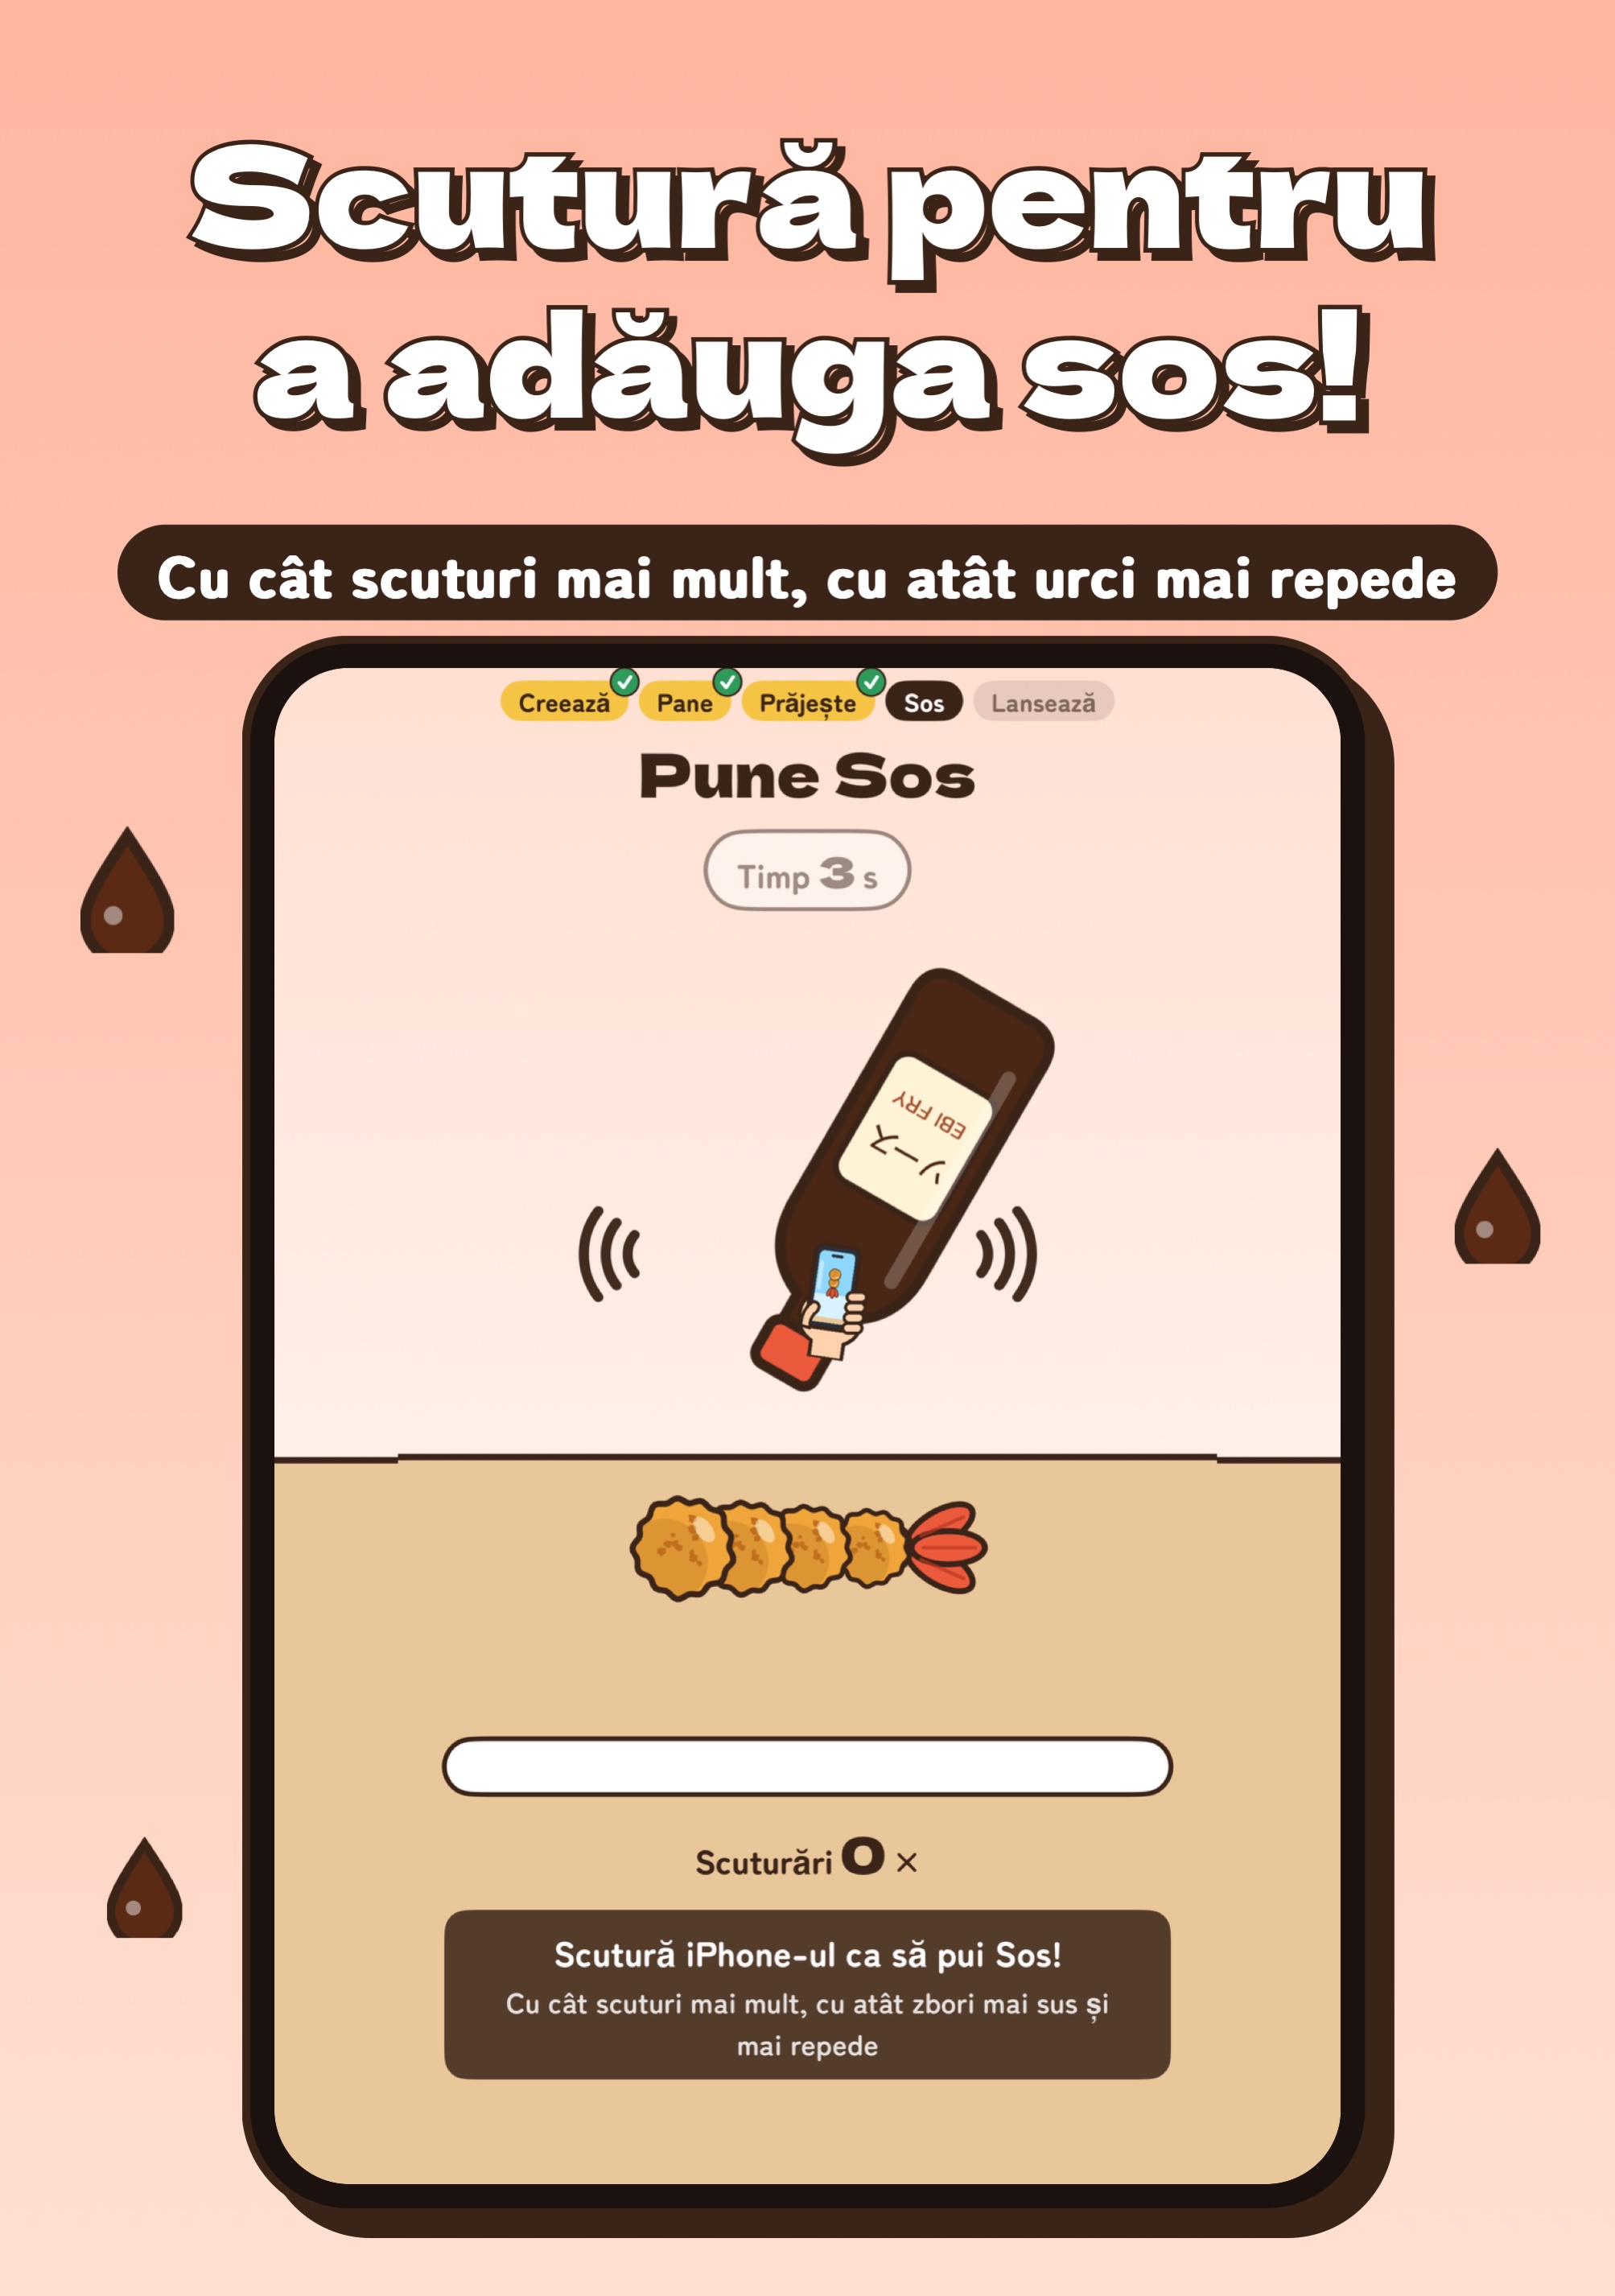 Scutură pentru
a adăuga sos!
Cu cât scuturi mai mult, cu atât urci mai repede
Creează Pane Prăjește Sos Lansează
Pune Sos
Timp 3 s
EBI FRY
ソース
Scuturări 0 ×
Scutură iPhone-ul ca să pui Sos!
Cu cât scuturi mai mult, cu atât zbori mai sus și
mai repede